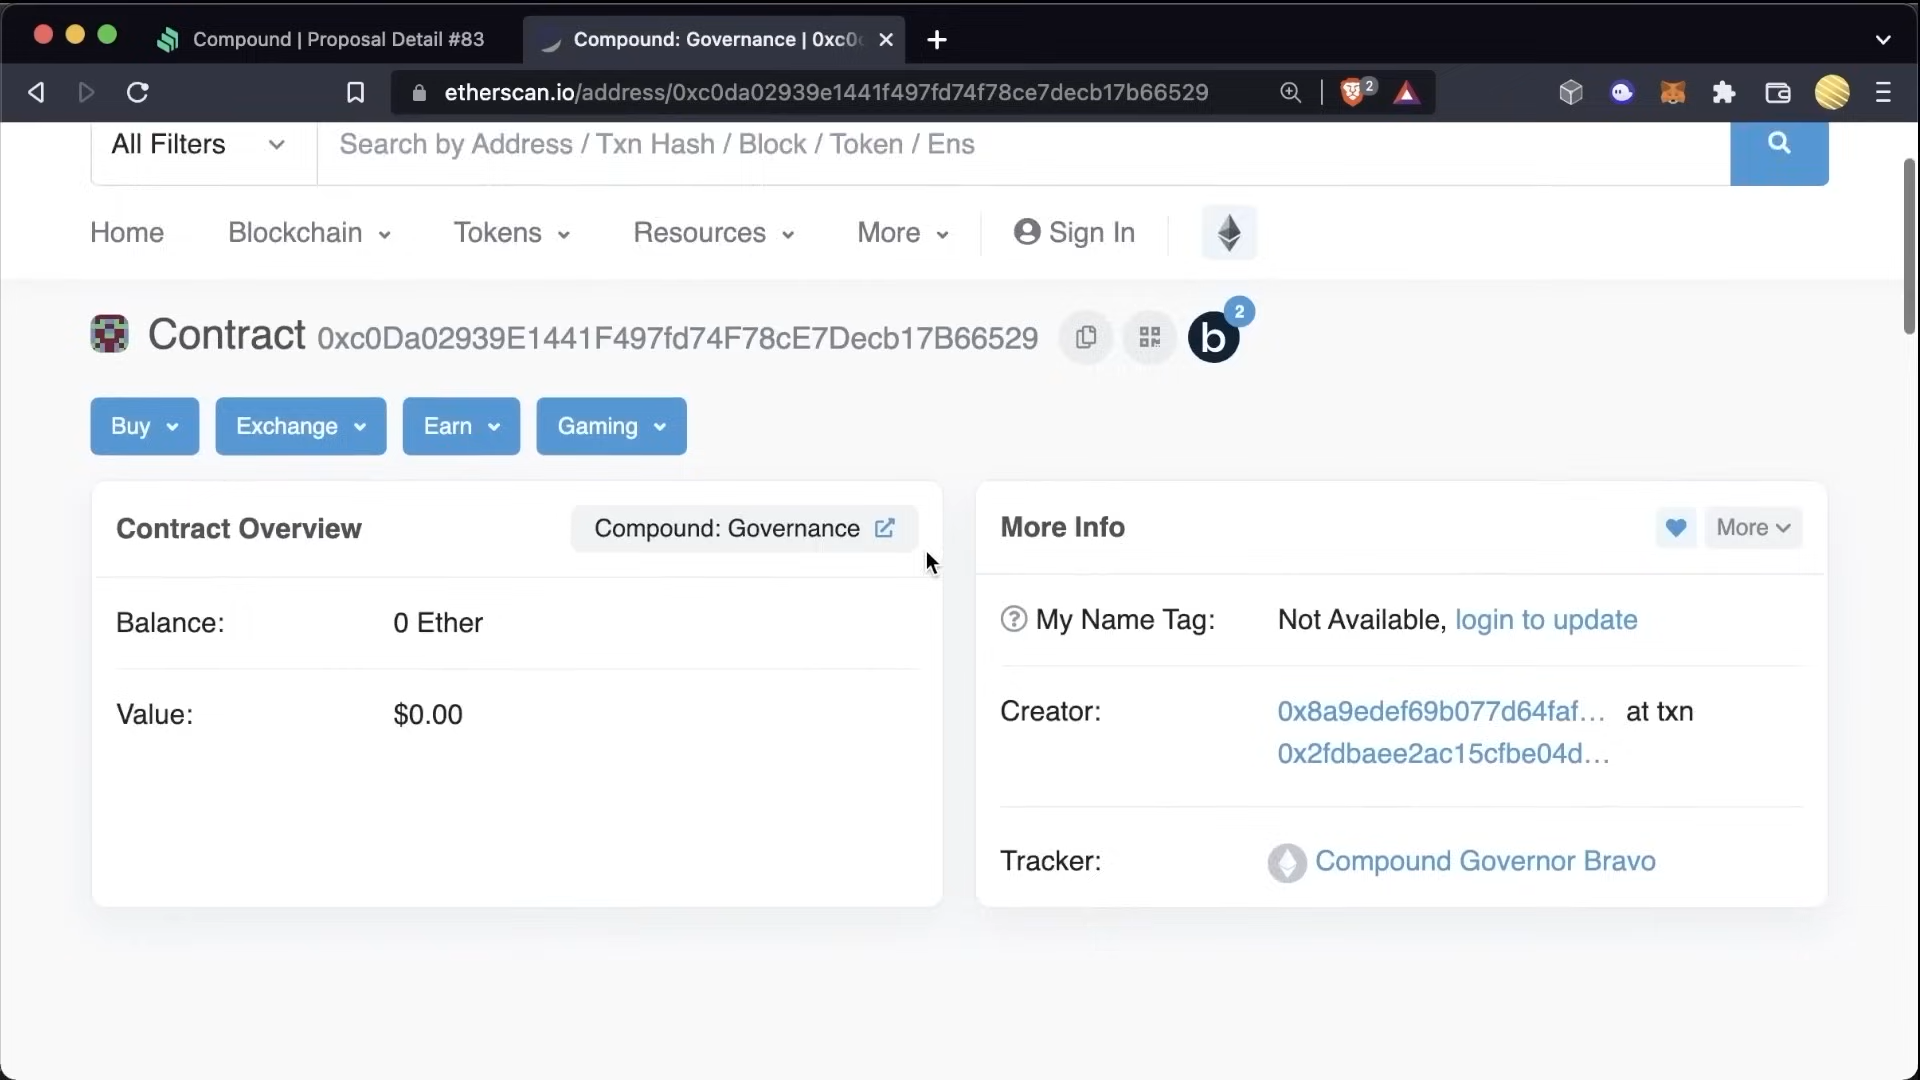 Compound | Proposal Detail #83
Compound: Governance | 0xc0
etherscan.io/address/0xc0da02939e1441f497fd74f78ce7decb17b66529
2
All Filters
Search by Address / Txn Hash / Block / Token / Ens
Home
Blockchain
Tokens
Resources
More
Sign In
Contract 0xc0Da02939E1441F497fd74F78cE7Decb17B66529
b
2
Buy
Exchange
Earn
Gaming
Contract Overview
Compound: Governance
Balance:
0 Ether
Value:
$0.00
More Info
More
My Name Tag:
Not Available, login to update
Creator:
0x8a9edef69b077d64faf... at txn
0x2fdbaee2ac15cfbe04d...
Tracker:
Compound Governor Bravo